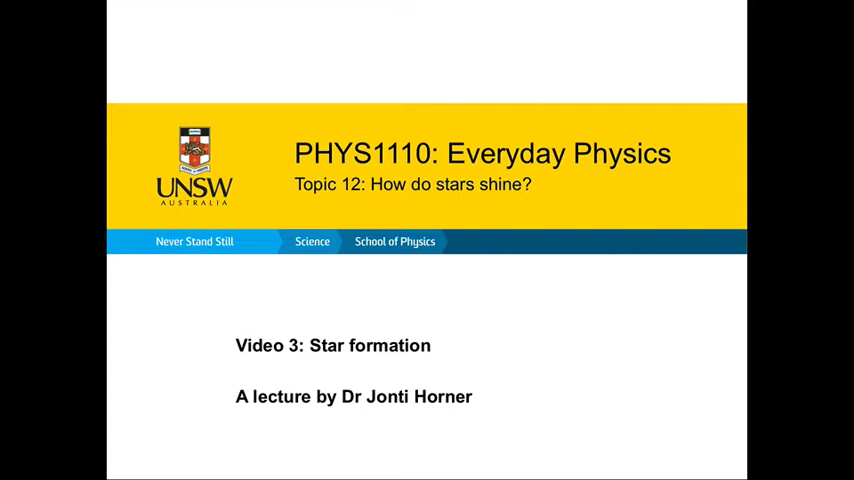 PHYS1110: Everyday Physics
Topic 12: How do stars shine?
UNSW
AUSTRALIA
Never Stand Still
Science
School of Physics
Video 3: Star formation
A lecture by Dr Jonti Horner